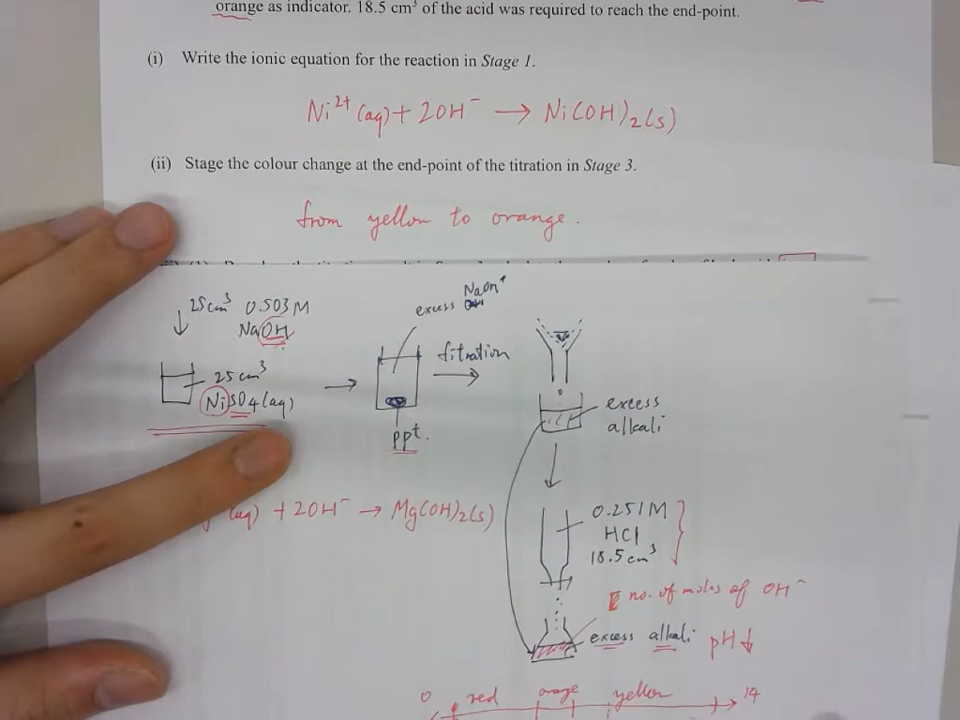 orange as indicator. 18.5 cm³ of the acid was required to reach the end-point.
(i) Write the ionic equation for the reaction in Stage 1.
Ni²⁺ (aq) + 2OH⁻ → Ni(OH)₂(s)
(ii) Stage the colour change at the end-point of the titration in Stage 3.
from yellow to orange.
25cm³ 0.503M
NaOH
25cm³
NiSO4(aq)
excess NaOH
ppt.
fitration
excess
alkali
(aq) + 2OH⁻ → Mg(OH)₂(s)
0.251M
HCl
18.5cm³
no. of moles of OH⁻
excess alkali pH↓
0 red orange yellow 14